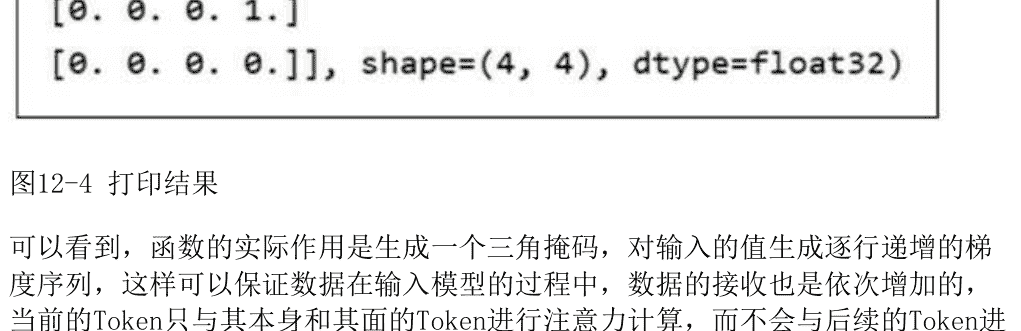 [0. 0. 0. 1.]
[0. 0. 0. 0.]], shape=(4, 4), dtype=float32)
图12-4 打印结果
可以看到，函数的实际作用是生成一个三角掩码，对输入的值生成逐行递增的梯
度序列，这样可以保证数据在输入模型的过程中，数据的接收也是依次增加的，
当前的Token只与其本身和其面的Token进行注意力计算，而不会与后续的Token进